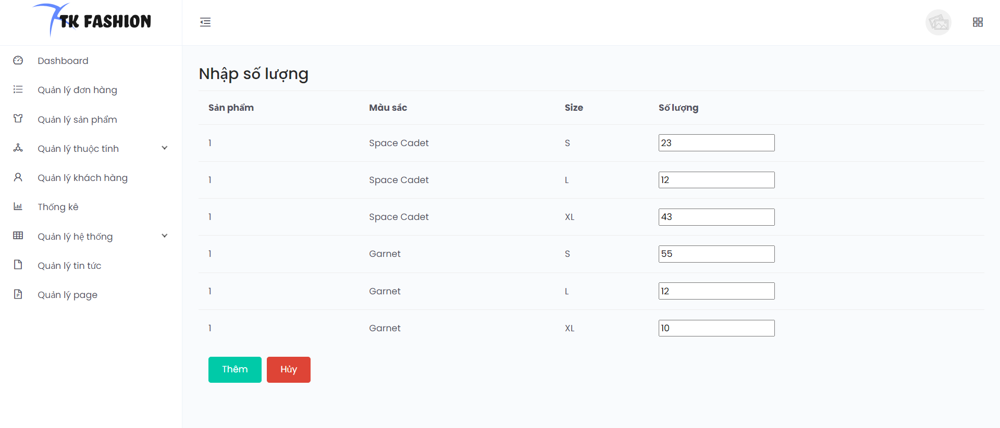 TK FASHION
Dashboard
Quản lý đơn hàng
Quản lý sản phẩm
Quản lý thuộc tính
Quản lý khách hàng
Thống kê
Quản lý hệ thống
Quản lý tin tức
Quản lý page
Nhập số lượng
Sản phẩm Màu sắc Size Số lượng
1 Space Cadet S 23
1 Space Cadet L 12
1 Space Cadet XL 43
1 Garnet S 55
1 Garnet L 12
1 Garnet XL 10
Thêm Hủy